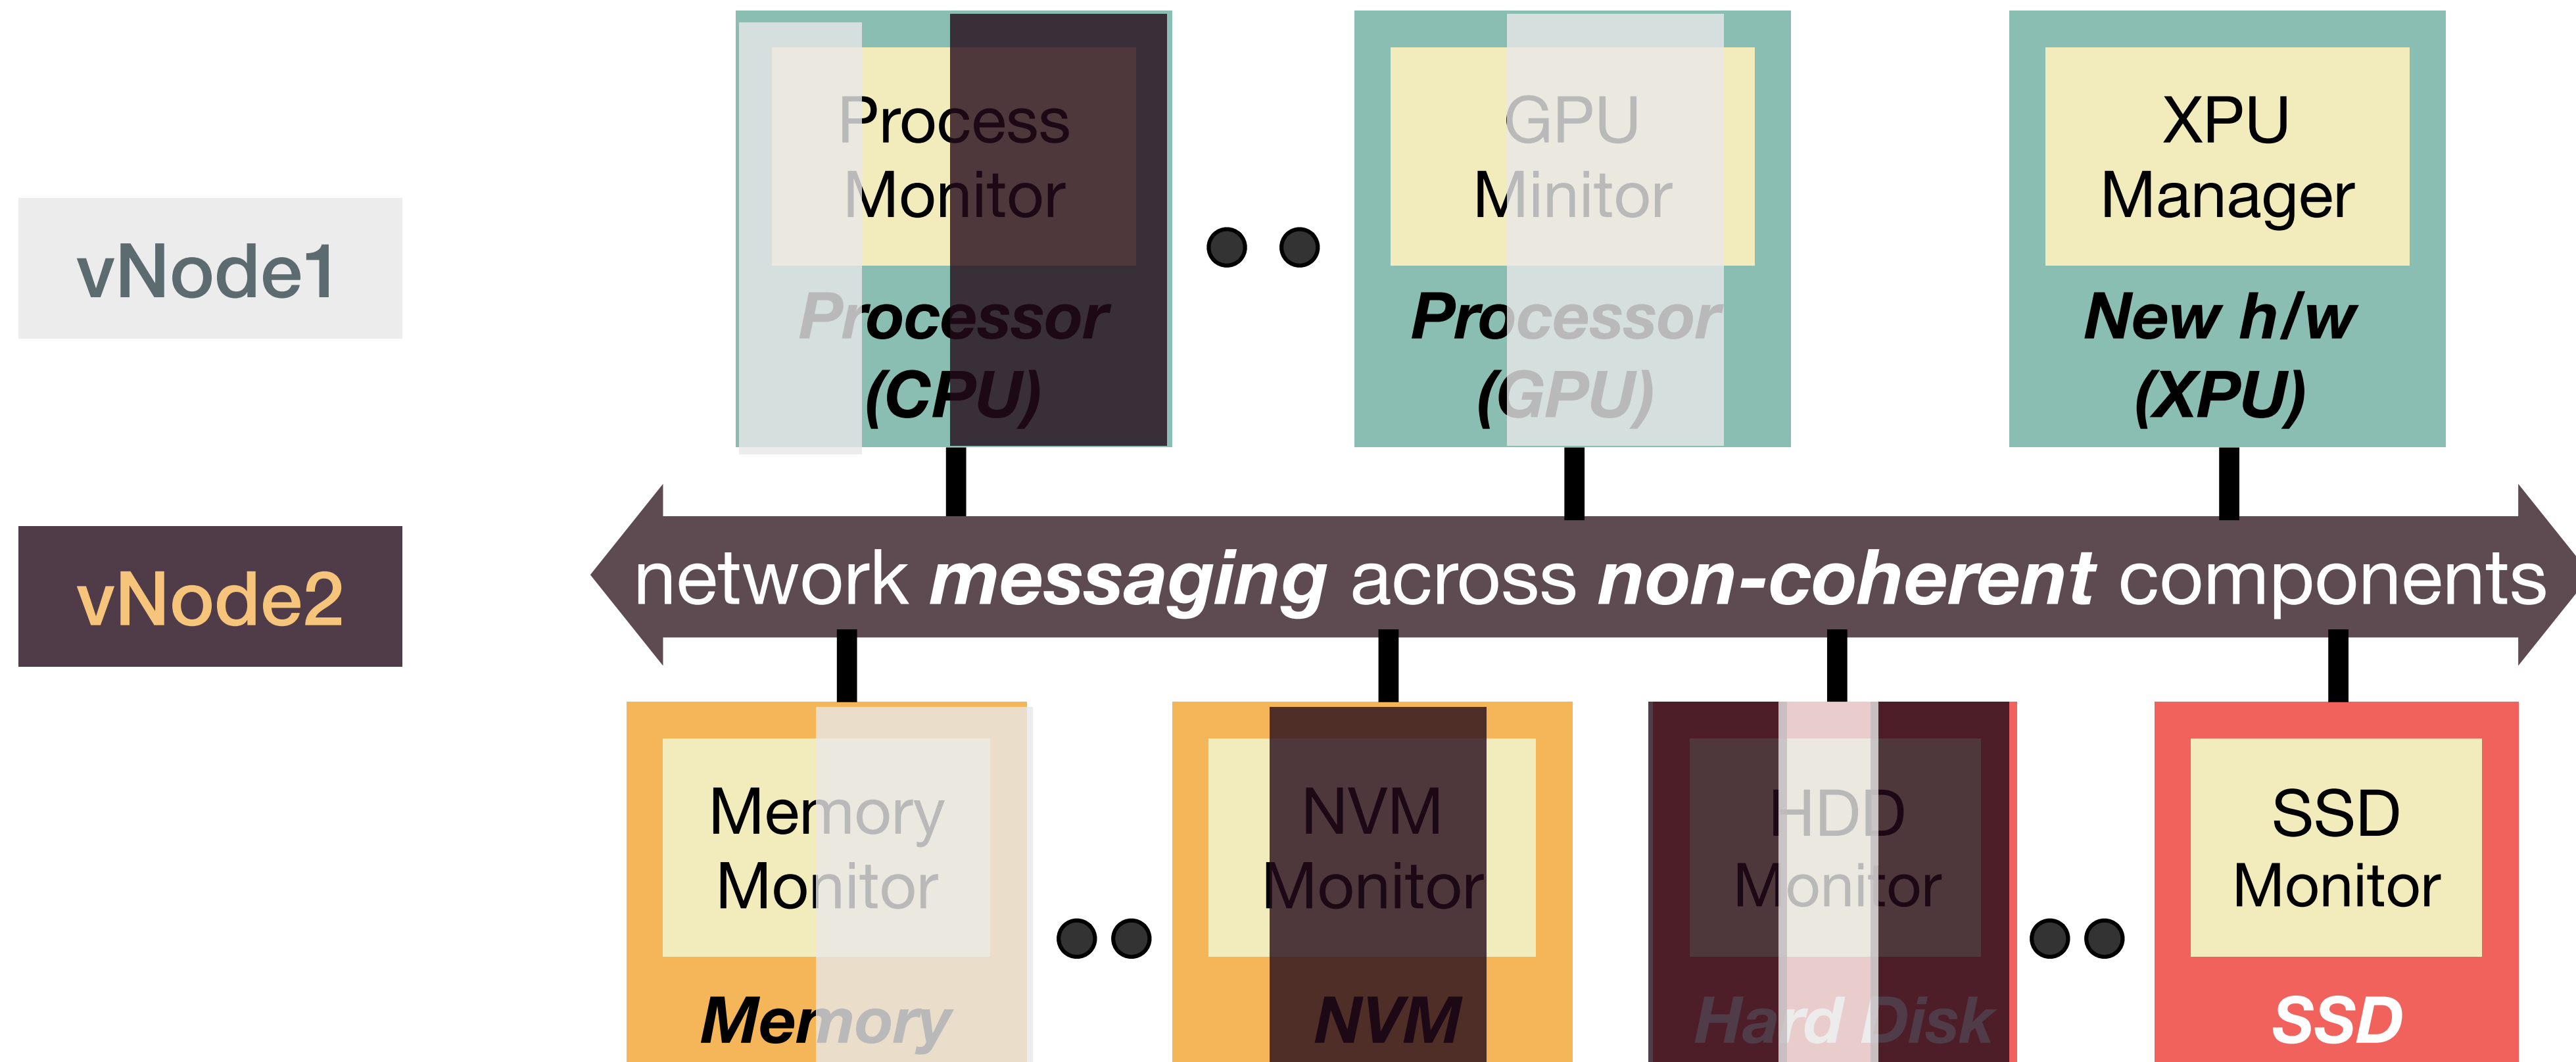 Process
Monitor
Processor
(CPU)
GPU
Minitor
Processor
(GPU)
XPU
Manager
New h/w
(XPU)
vNode1
vNode2
network messaging across non-coherent components
Memory
Monitor
Memory
NVM
Monitor
NVM
HDD
Monitor
Hard Disk
SSD
Monitor
SSD